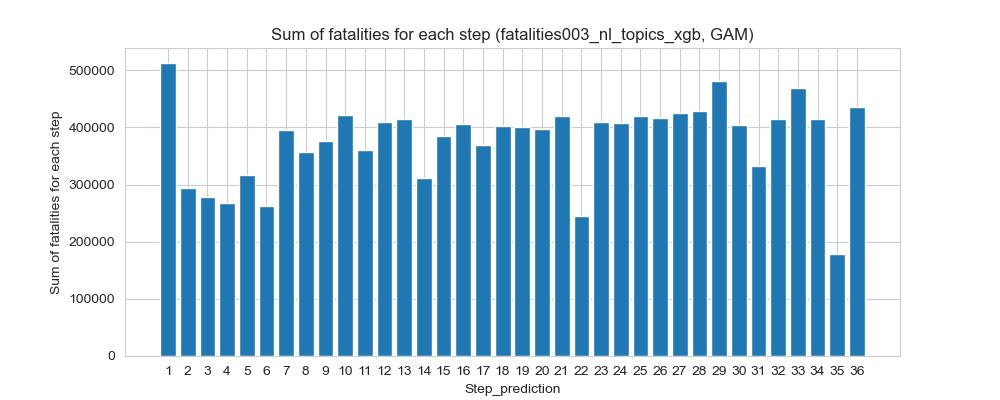 Sum of fatalities for each step (fatalities003_nl_topics_xgb, GAM)
Sum of fatalities for each step
500000
400000
300000
200000
100000
0
1 2 3 4 5 6 7 8 9 10 11 12 13 14 15 16 17 18 19 20 21 22 23 24 25 26 27 28 29 30 31 32 33 34 35 36
Step_prediction